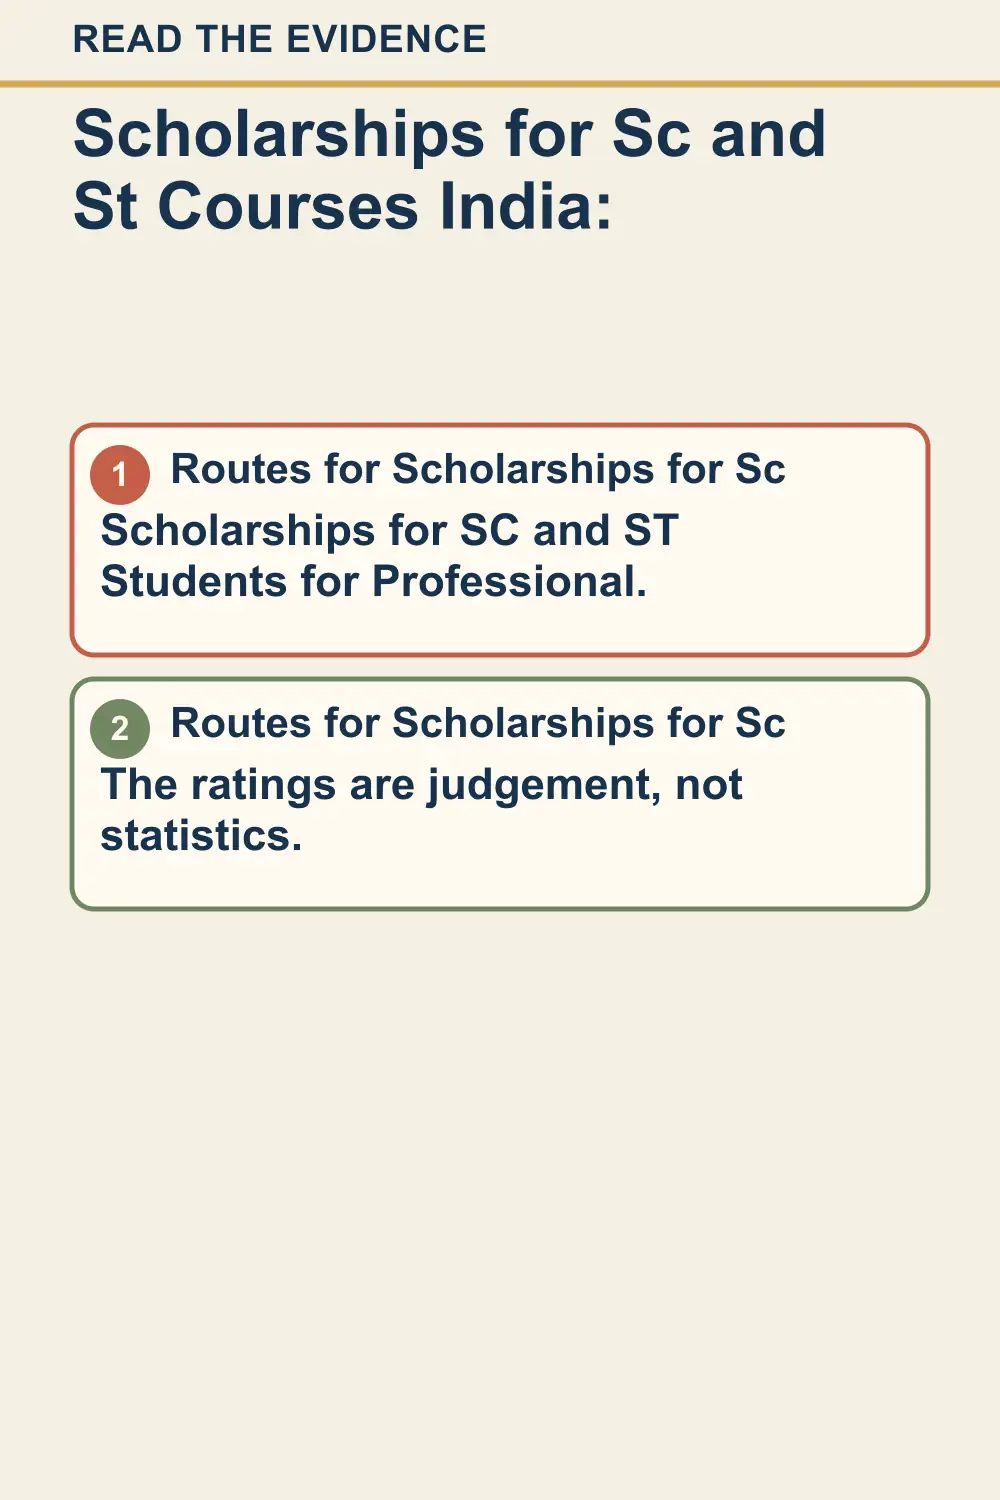 READ THE EVIDENCE
Scholarships for Sc and
St Courses India:
1 Routes for Scholarships for Sc
Scholarships for SC and ST
Students for Professional.
2 Routes for Scholarships for Sc
The ratings are judgement, not
statistics.